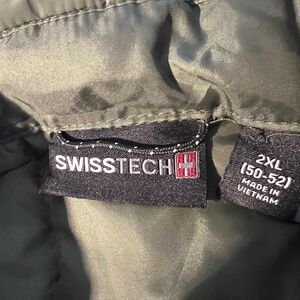 SWISSTECH
2XL
(50-52)
MADE IN
VIETNAM